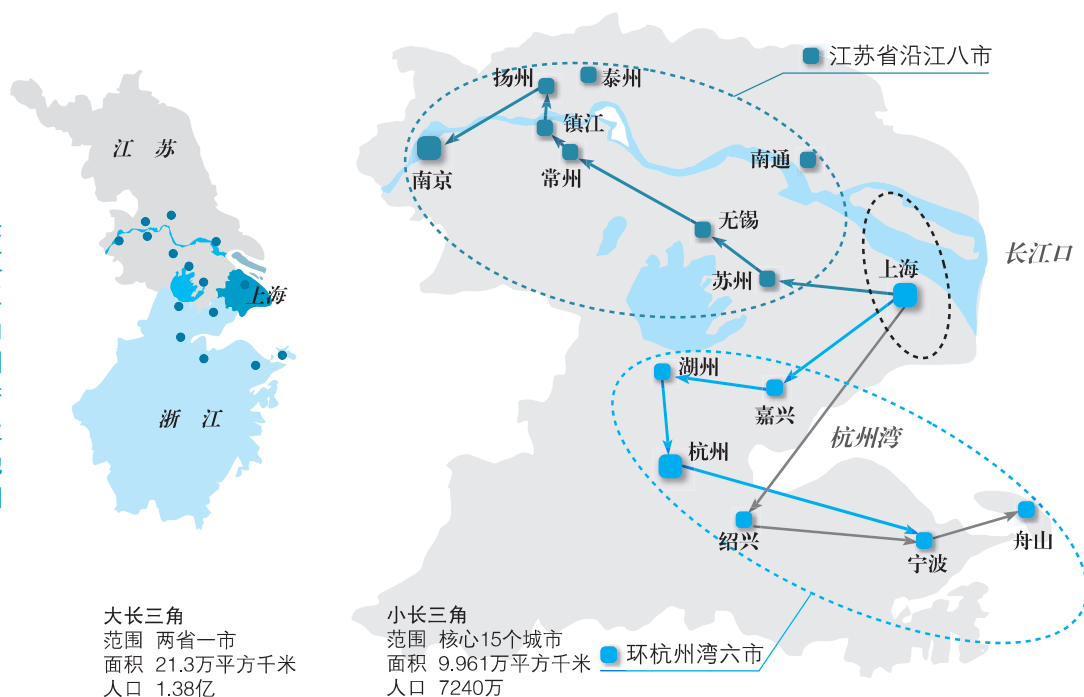 江苏
上海
浙江
大长三角
范围 两省一市
面积 21.3万平方千米
人口 1.38亿
江苏省沿江八市
扬州
泰州
镇江
南京
常州
南通
无锡
苏州
上海
长江口
湖州
嘉兴
杭州湾
杭州
绍兴
宁波
舟山
小长三角
范围 核心15个城市
面积 9.961万平方千米
人口 7240万
环杭州湾六市